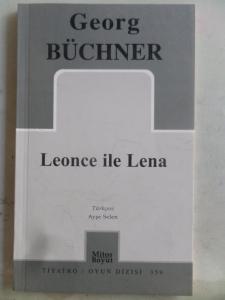 Georg
BÜCHNER
Leonce ile Lena
Türkçesi
Ayşe Selen
Mitos
Boyut
TİYATRO / OYUN DİZİSİ